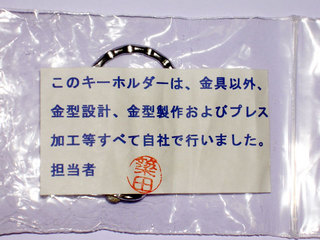 このキーホルダーは、金具以外、
金型設計、金型製作およびプレス
加工等すべて自社で行いました。
担当者
築田